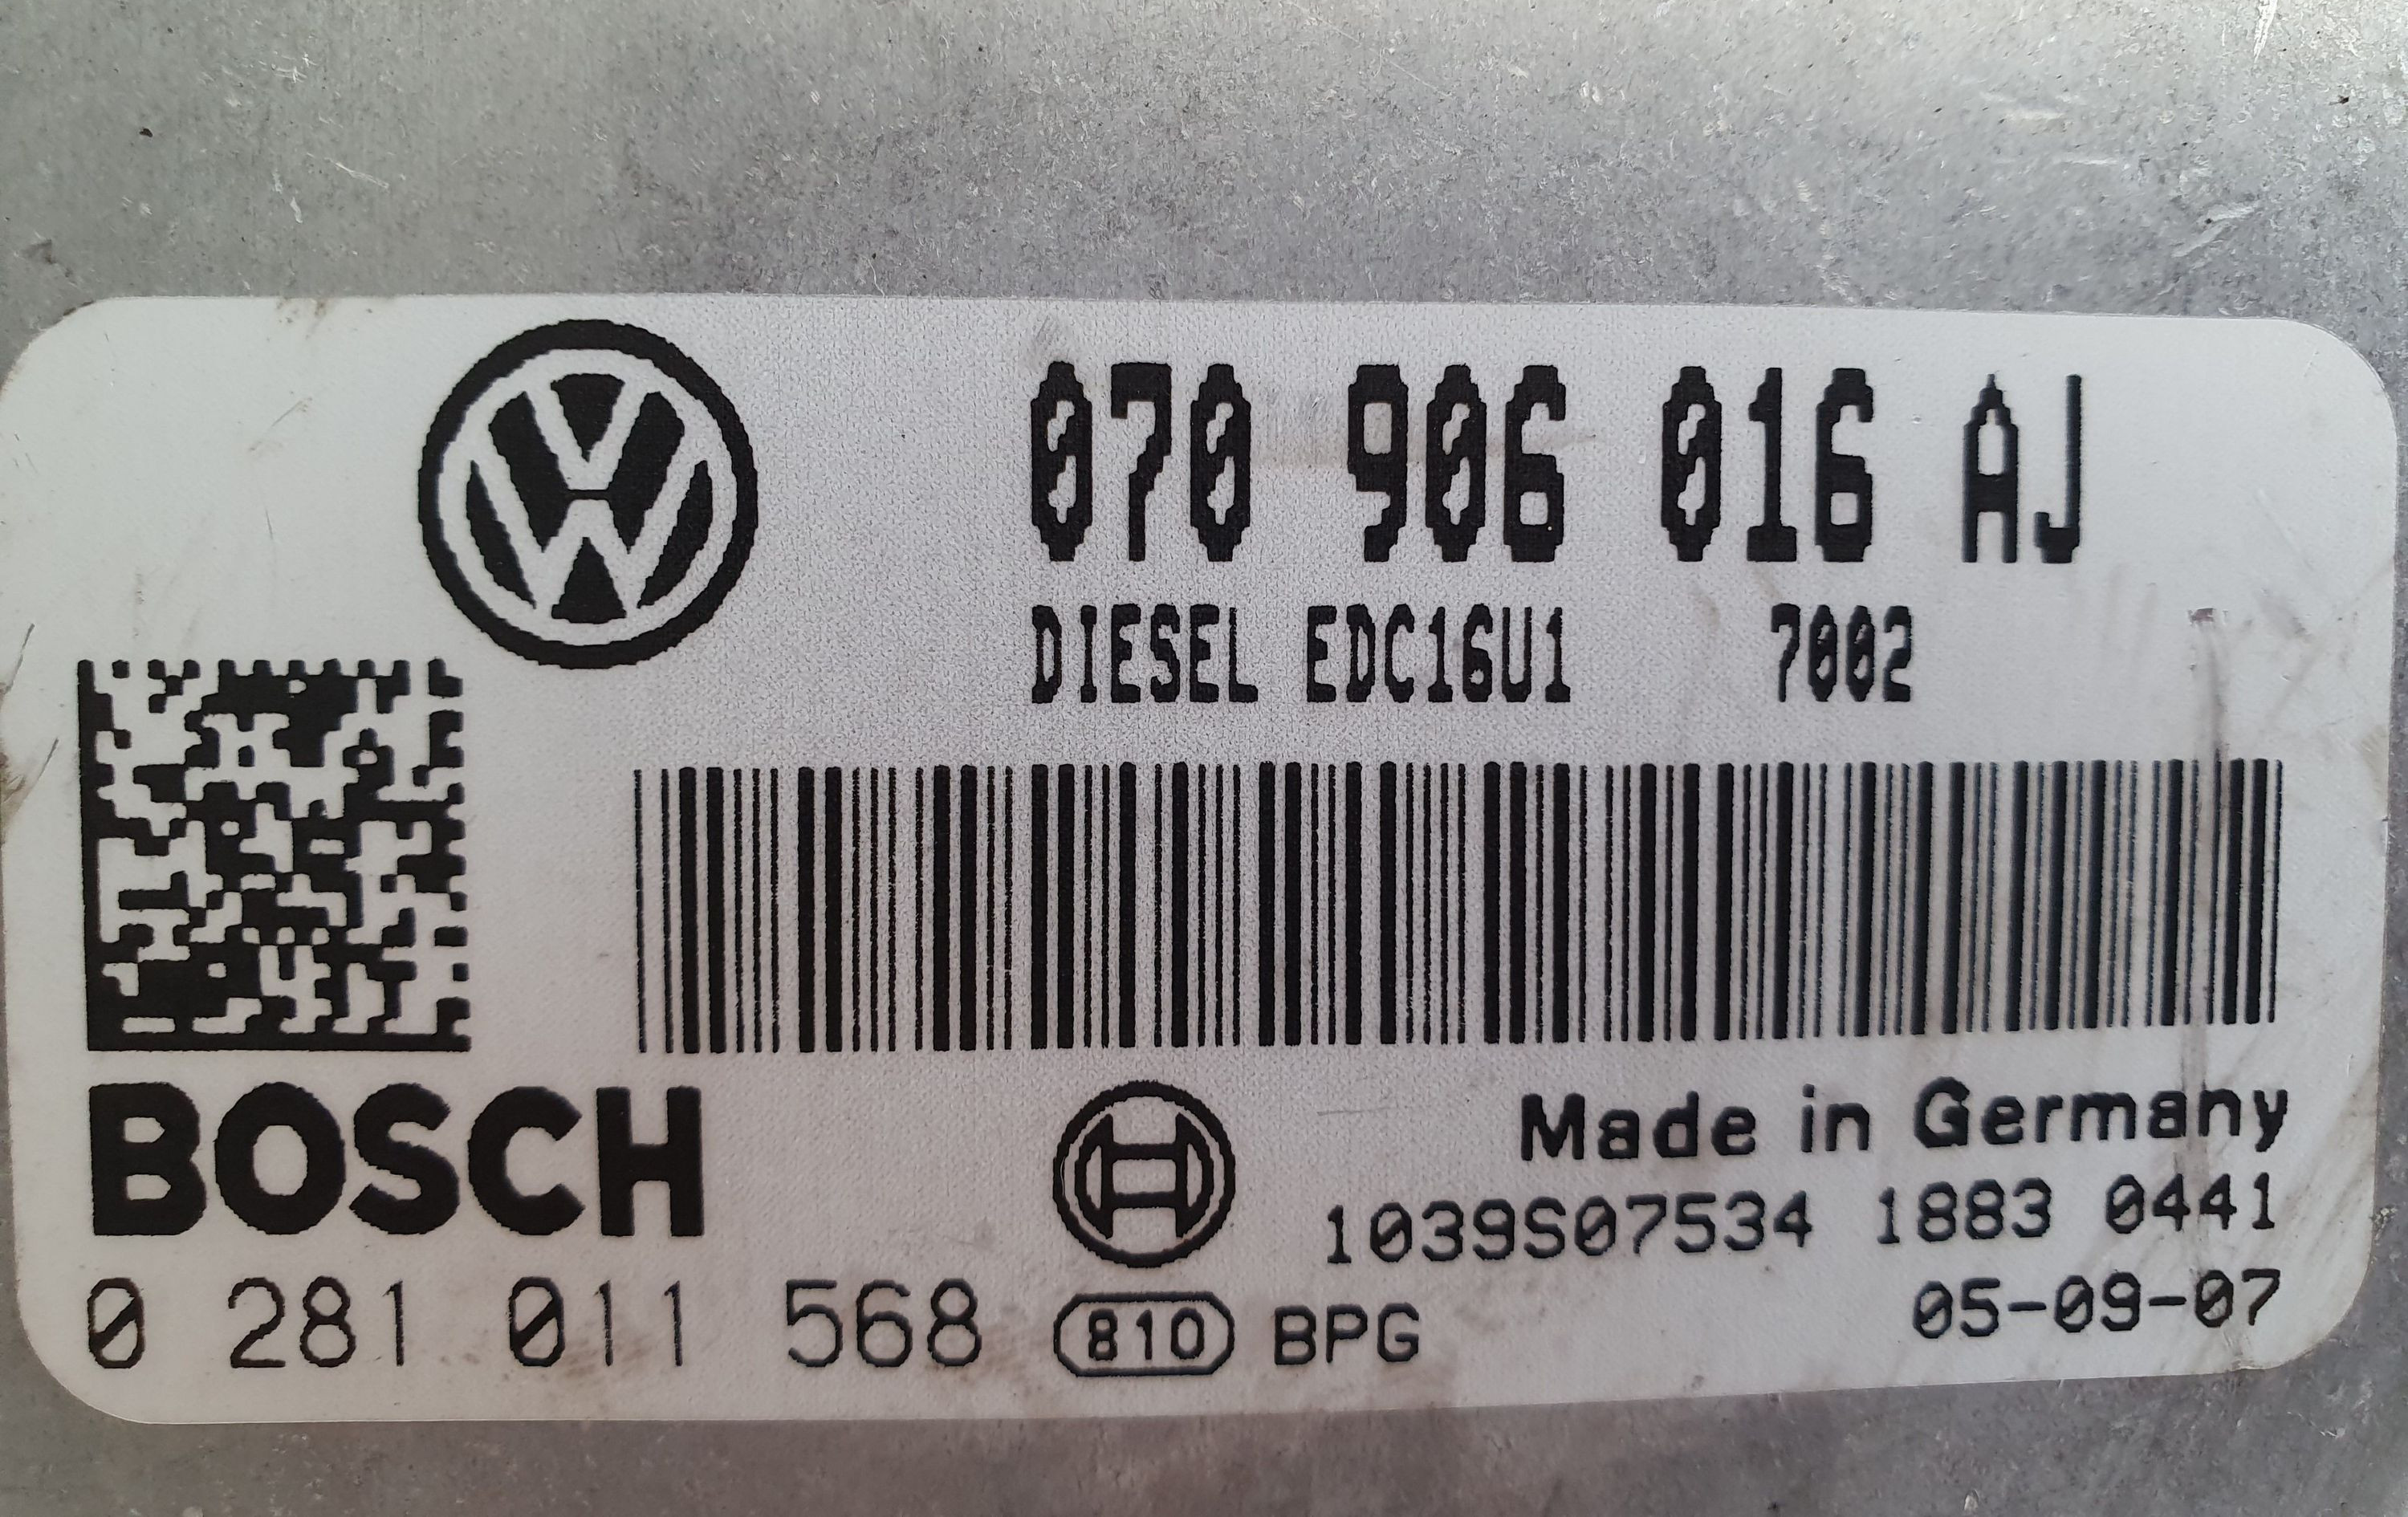 070 906 016 AJ
DIESEL EDC16U1 7002
BOSCH
Made in Germany
1039S07534 1883 0441
0 281 011 568 810 BPG 05-09-07